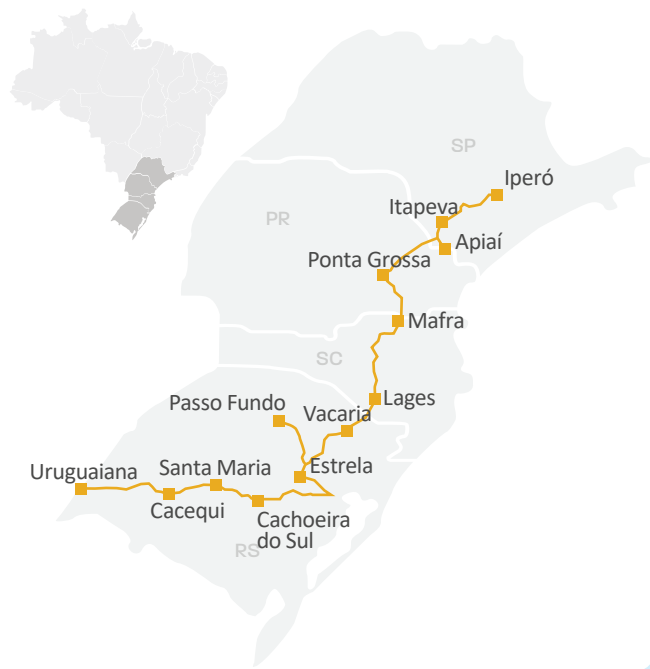 SP
Iperó
Itapeva
PR
Apiaí
Ponta Grossa
Mafra
SC
Lages
Passo Fundo
Vacaria
Estrela
Santa Maria
Uruguaiana
Cacequi
Cachoeira
do Sul
RS